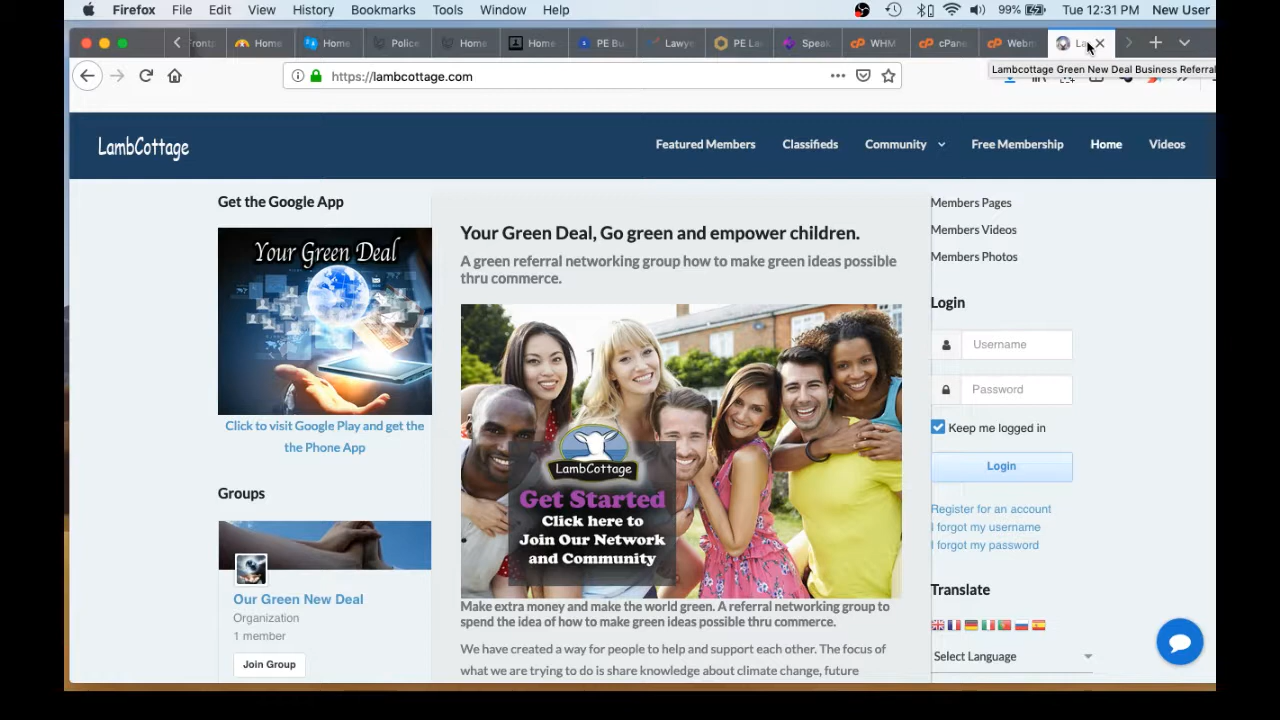 Firefox File Edit View History Bookmarks Tools Window Help 99% Tue 12:31 PM New User
Home Home Police Home Home PE Bu Lawye PE La Speak WHM cPane Webm La
https://lambcottage.com
Lambcottage Green New Deal Business Referral
LambCottage
Featured Members Classifieds Community Free Membership Home Videos
Get the Google App
Your Green Deal
Click to visit Google Play and get the
the Phone App
Groups
Our Green New Deal
Organization
1 member
Join Group
Your Green Deal, Go green and empower children.
A green referral networking group how to make green ideas possible
thru commerce.
LambCottage
Get Started
Click here to
Join Our Network
and Community
Make extra money and make the world green. A referral networking group to
spend the idea of how to make green ideas possible thru commerce.
We have created a way for people to help and support each other. The focus of
what we are trying to do is share knowledge about climate change, future
Members Pages
Members Videos
Members Photos
Login
Username
Password
Keep me logged in
Login
Register for an account
I forgot my username
I forgot my password
Translate
Select Language